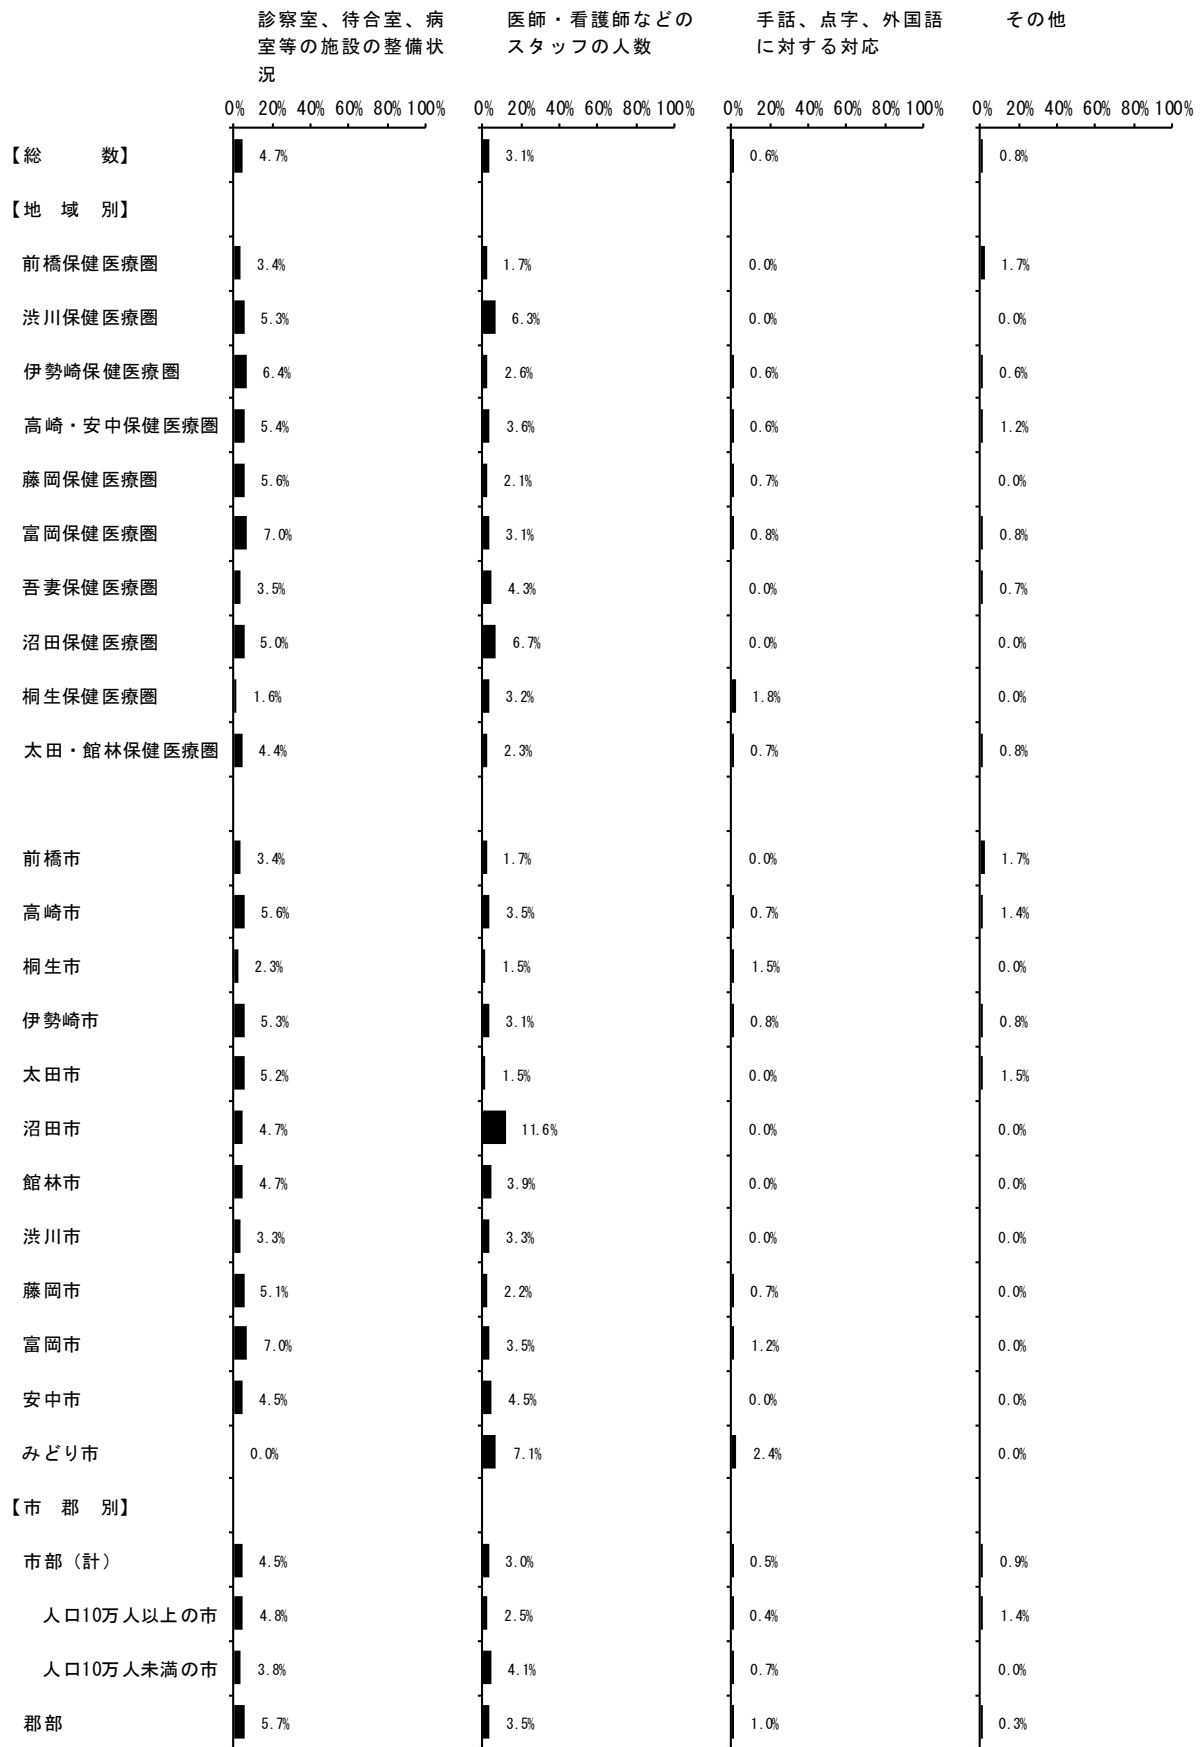 診察室、待合室、病
室等の施設の整備状
況
医師・看護師などの
スタッフの人数
手話、点字、外国語
に対する対応
その他
0% 20% 40% 60% 80% 100% 0% 20% 40% 60% 80% 100% 0% 20% 40% 60% 80% 100% 0% 20% 40% 60% 80% 100%
【総　　　数】 4.7% 3.1% 0.6% 0.8%
【地　域　別】
前橋保健医療圏 3.4% 1.7% 0.0% 1.7%
渋川保健医療圏 5.3% 6.3% 0.0% 0.0%
伊勢崎保健医療圏 6.4% 2.6% 0.6% 0.6%
高崎・安中保健医療圏 5.4% 3.6% 0.6% 1.2%
藤岡保健医療圏 5.6% 2.1% 0.7% 0.0%
富岡保健医療圏 7.0% 3.1% 0.8% 0.8%
吾妻保健医療圏 3.5% 4.3% 0.0% 0.7%
沼田保健医療圏 5.0% 6.7% 0.0% 0.0%
桐生保健医療圏 1.6% 3.2% 1.8% 0.0%
太田・館林保健医療圏 4.4% 2.3% 0.7% 0.8%
前橋市 3.4% 1.7% 0.0% 1.7%
高崎市 5.6% 3.5% 0.7% 1.4%
桐生市 2.3% 1.5% 1.5% 0.0%
伊勢崎市 5.3% 3.1% 0.8% 0.8%
太田市 5.2% 1.5% 0.0% 1.5%
沼田市 4.7% 11.6% 0.0% 0.0%
館林市 4.7% 3.9% 0.0% 0.0%
渋川市 3.3% 3.3% 0.0% 0.0%
藤岡市 5.1% 2.2% 0.7% 0.0%
富岡市 7.0% 3.5% 1.2% 0.0%
安中市 4.5% 4.5% 0.0% 0.0%
みどり市 0.0% 7.1% 2.4% 0.0%
【市　郡　別】
市部（計） 4.5% 3.0% 0.5% 0.9%
人口10万人以上の市 4.8% 2.5% 0.4% 1.4%
人口10万人未満の市 3.8% 4.1% 0.7% 0.0%
郡部 5.7% 3.5% 1.0% 0.3%